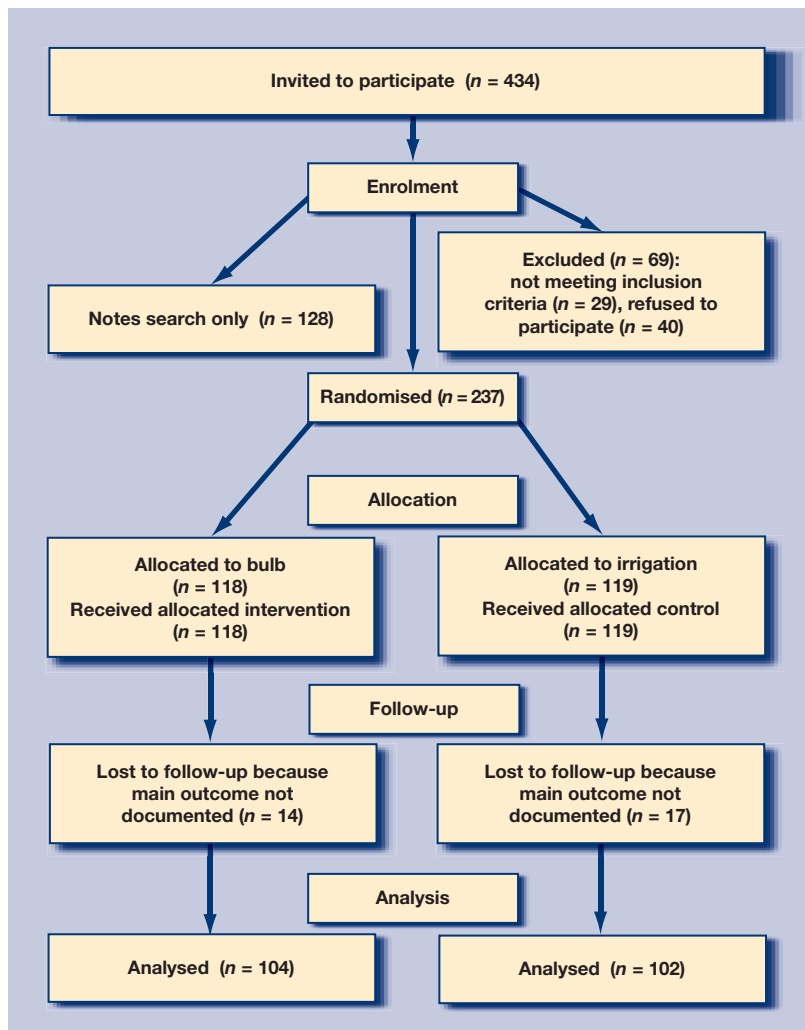 Invited to participate (n = 434)
Enrolment
Notes search only (n = 128)
Excluded (n = 69):
not meeting inclusion
criteria (n = 29), refused to
participate (n = 40)
Randomised (n = 237)
Allocation
Allocated to bulb
(n = 118)
Received allocated intervention
(n = 118)
Allocated to irrigation
(n = 119)
Received allocated control
(n = 119)
Follow-up
Lost to follow-up because
main outcome not
documented (n = 14)
Lost to follow-up because
main outcome not
documented (n = 17)
Analysis
Analysed (n = 104)
Analysed (n = 102)